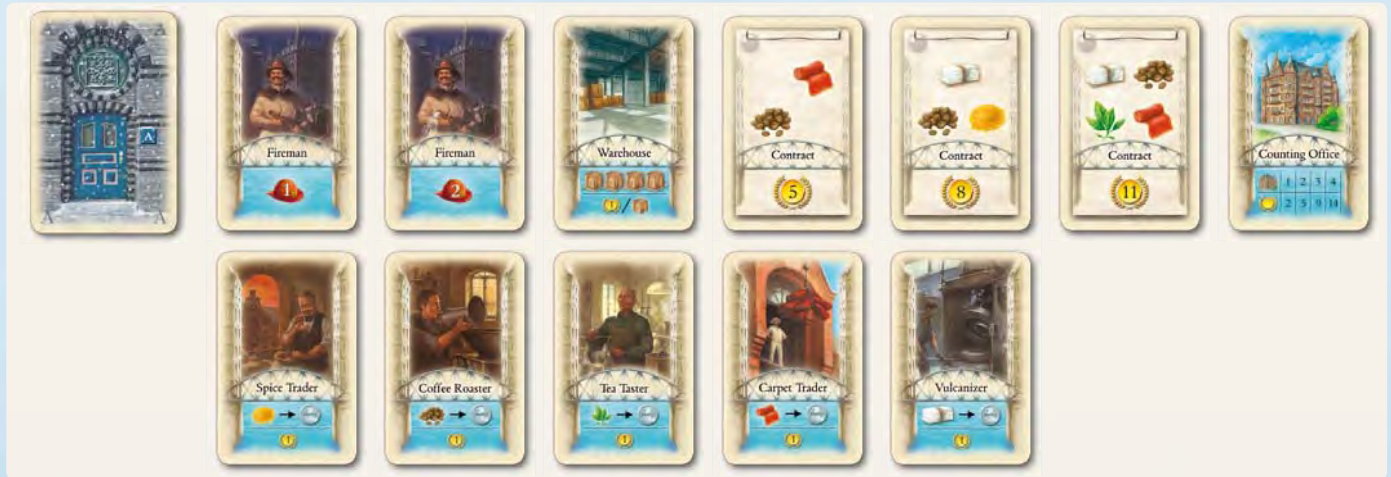 A
Fireman
1
Fireman
2
Warehouse
1 /
Contract
5
Contract
8
Contract
11
Counting Office
1 2 3 4
2 5 9 14
Spice Trader
1
Coffee Roaster
1
Tea Taster
1
Carpet Trader
1
Vulcanizer
1